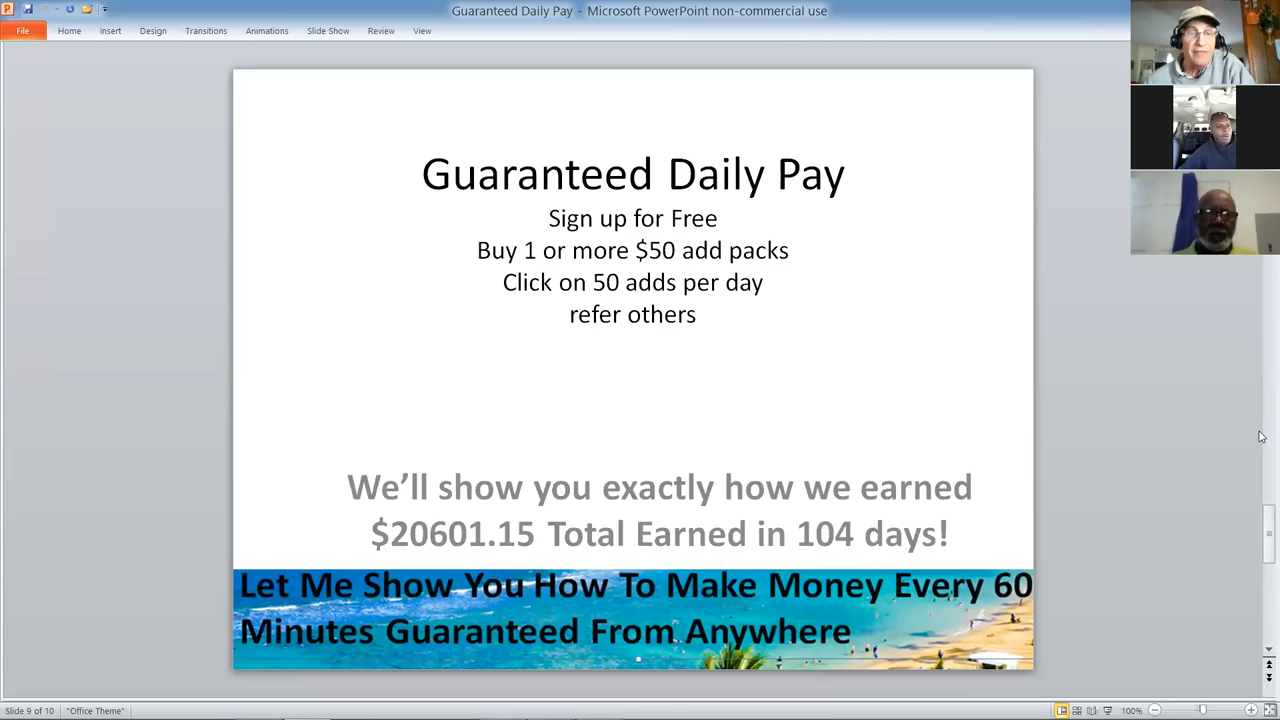 Guaranteed Daily Pay - Microsoft PowerPoint non-commercial use
File Home Insert Design Transitions Animations Slide Show Review View
Guaranteed Daily Pay
Sign up for Free
Buy 1 or more $50 add packs
Click on 50 adds per day
refer others
We’ll show you exactly how we earned
$20601.15 Total Earned in 104 days!
Let Me Show You How To Make Money Every 60
Minutes Guaranteed From Anywhere
Slide 9 of 10 "Office Theme" 100%